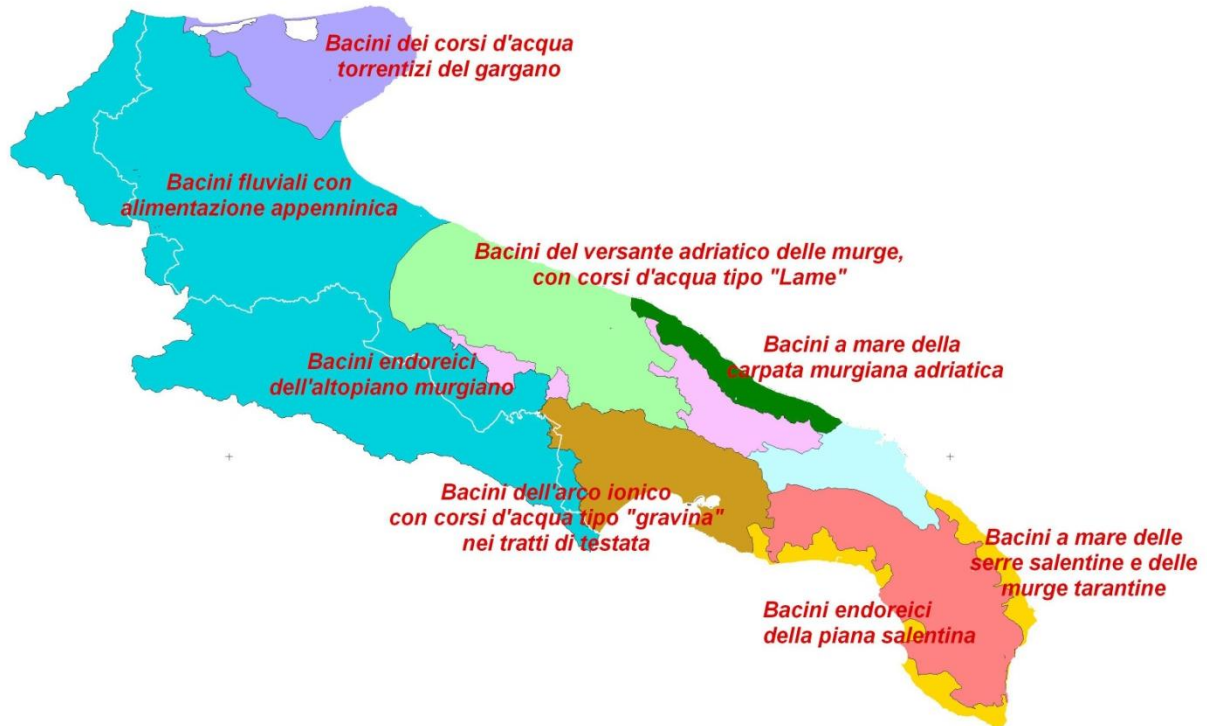 Bacini dei corsi d'acqua
torrentizi del gargano
Bacini fluviali con
alimentazione appenninica
Bacini del versante adriatico delle murge,
con corsi d'acqua tipo "Lame"
Bacini a mare della
carpata murgiana adriatica
Bacini endoreici
dell'altopiano murgiano
Bacini dell'arco ionico
con corsi d'acqua tipo "gravina"
nei tratti di testata
Bacini a mare delle
serre salentine e delle
murge tarantine
Bacini endoreici
della piana salentina